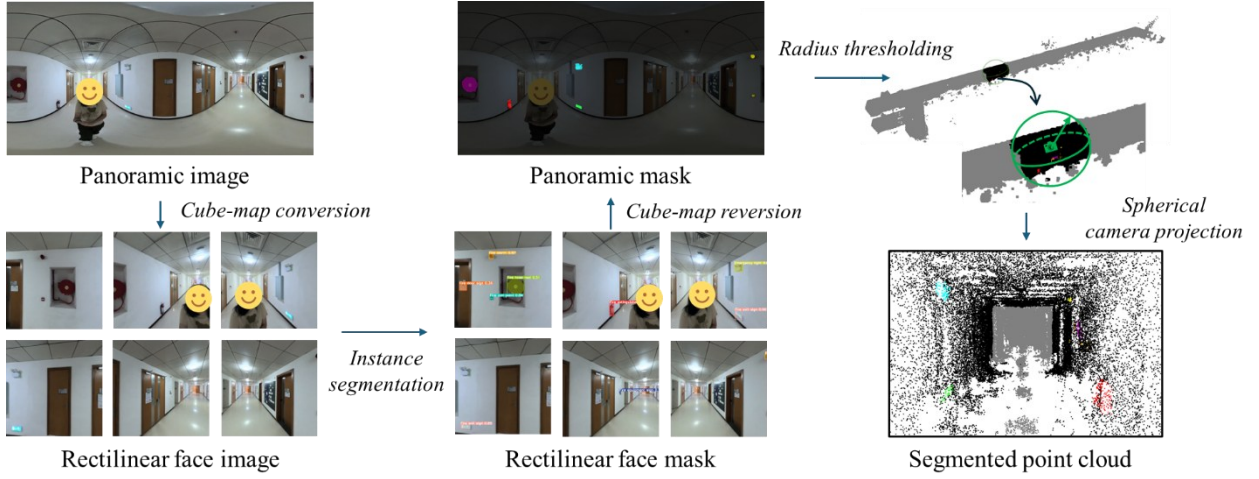 Radius thresholding
Panoramic image
Panoramic mask
Cube-map conversion
Cube-map reversion
Spherical
camera projection
Instance
segmentation
Rectilinear face image
Rectilinear face mask
Segmented point cloud